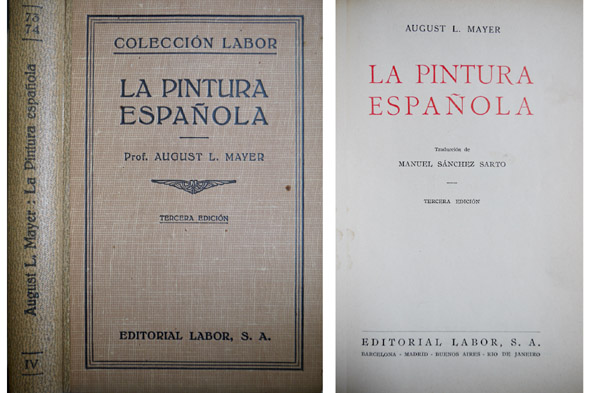 73
74
August L. Mayer : La Pintura española
IV
COLECCIÓN LABOR
LA PINTURA
ESPAÑOLA
Prof. AUGUST L. MAYER
TERCERA EDICIÓN
EDITORIAL LABOR, S. A.
AUGUST L. MAYER
LA PINTURA
ESPAÑOLA
Traducción de
MANUEL SÁNCHEZ SARTO
TERCERA EDICIÓN
EDITORIAL LABOR, S. A.
BARCELONA - MADRID - BUENOS AIRES - RIO DE JANEIRO